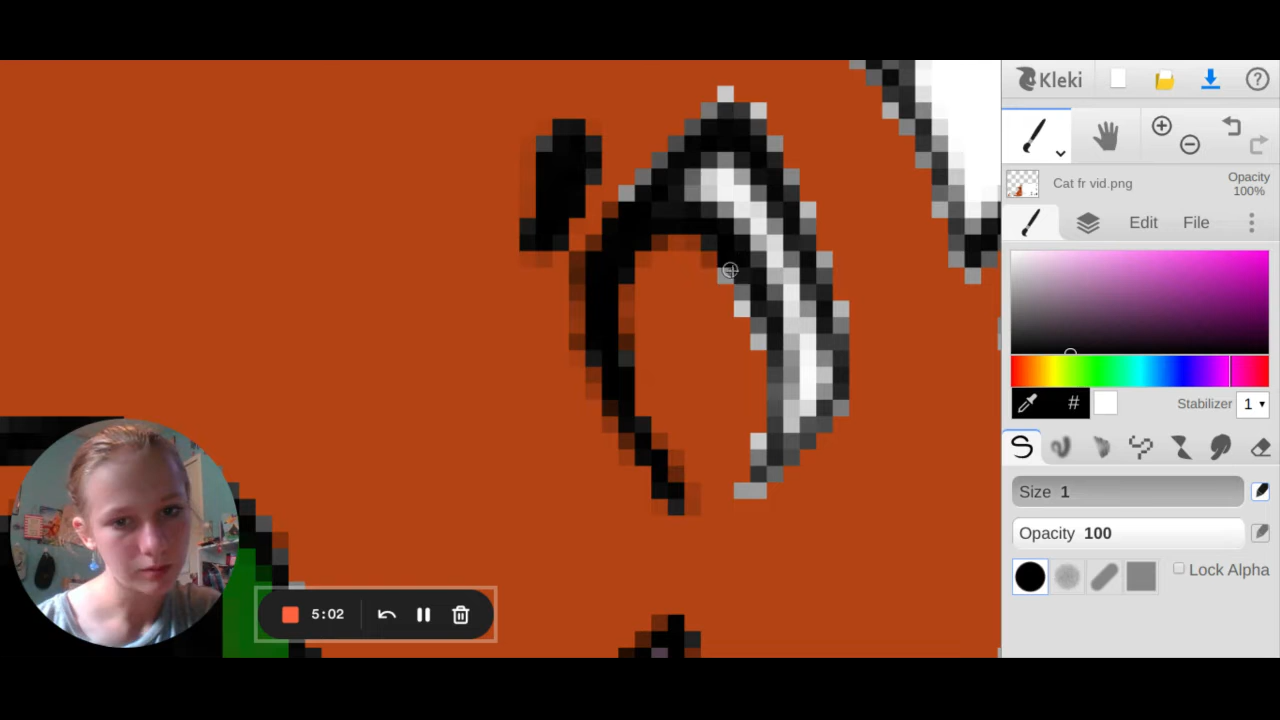 Kleki
Cat fr vid.png
Opacity
100%
Edit
File
#
Stabilizer 1
Size 1
Opacity 100
Lock Alpha
5:02